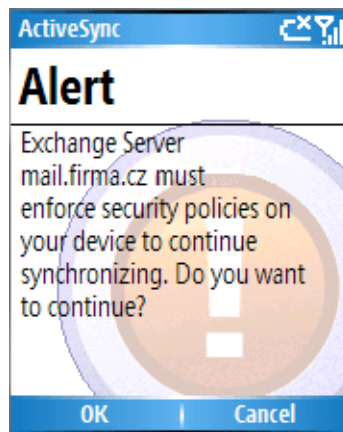 ActiveSync
Alert
Exchange Server
mail.firma.cz must
enforce security policies on
your device to continue
synchronizing. Do you want
to continue?
OK
Cancel